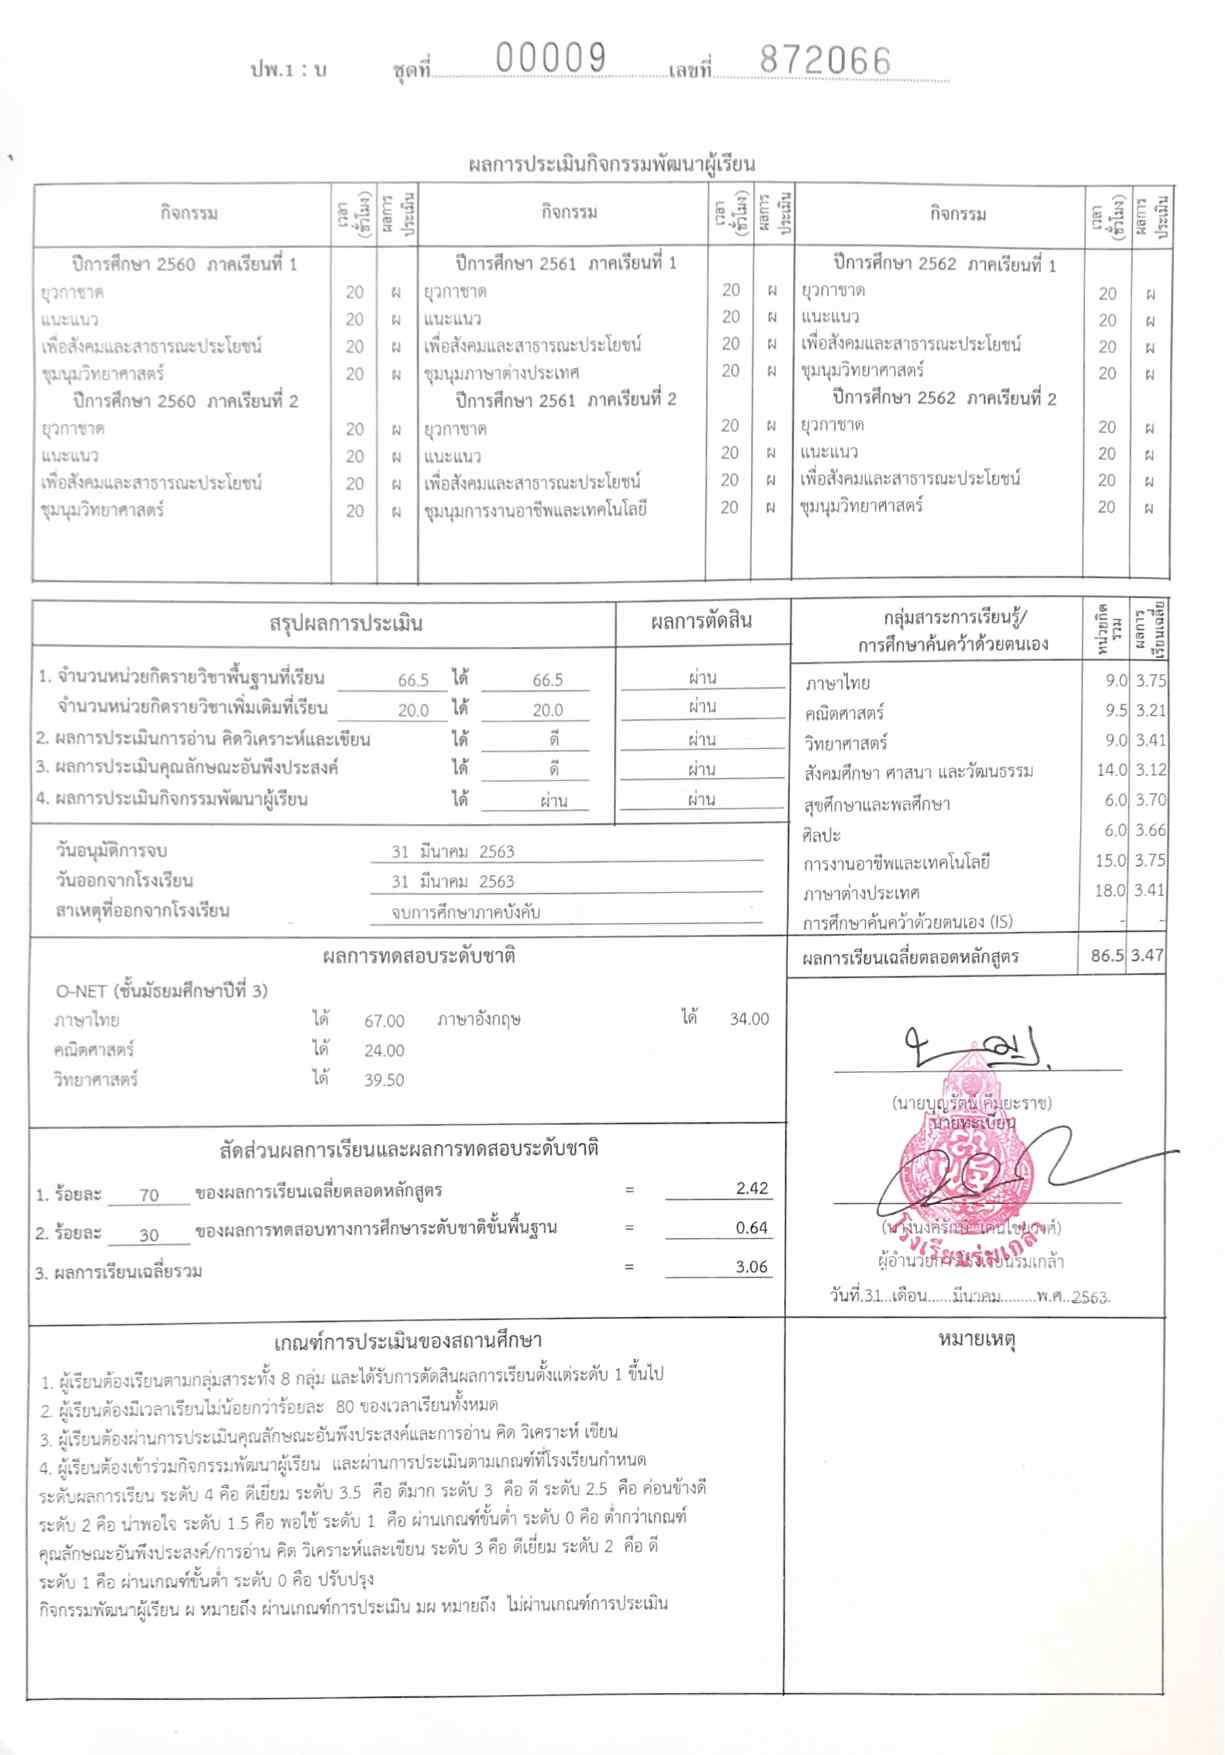 ปพ.1 : บ ชุดที่ 00009 เลขที่ 872066
ผลการประเมินกิจกรรมพัฒนาผู้เรียน
กิจกรรม เวลา (ชั่วโมง) ผลการประเมิน กิจกรรม เวลา (ชั่วโมง) ผลการประเมิน กิจกรรม เวลา (ชั่วโมง) ผลการประเมิน
ปีการศึกษา 2560 ภาคเรียนที่ 1 ปีการศึกษา 2561 ภาคเรียนที่ 1 ปีการศึกษา 2562 ภาคเรียนที่ 1
ยุวกาชาด 20 ผ ยุวกาชาด 20 ผ ยุวกาชาด 20 ผ
แนะแนว 20 ผ แนะแนว 20 ผ แนะแนว 20 ผ
เพื่อสังคมและสาธารณะประโยชน์ 20 ผ เพื่อสังคมและสาธารณะประโยชน์ 20 ผ เพื่อสังคมและสาธารณะประโยชน์ 20 ผ
ชุมนุมวิทยาศาสตร์ 20 ผ ชุมนุมภาษาต่างประเทศ 20 ผ ชุมนุมวิทยาศาสตร์ 20 ผ
ปีการศึกษา 2560 ภาคเรียนที่ 2 ปีการศึกษา 2561 ภาคเรียนที่ 2 ปีการศึกษา 2562 ภาคเรียนที่ 2
ยุวกาชาด 20 ผ ยุวกาชาด 20 ผ ยุวกาชาด 20 ผ
แนะแนว 20 ผ แนะแนว 20 ผ แนะแนว 20 ผ
เพื่อสังคมและสาธารณะประโยชน์ 20 ผ เพื่อสังคมและสาธารณะประโยชน์ 20 ผ เพื่อสังคมและสาธารณะประโยชน์ 20 ผ
ชุมนุมวิทยาศาสตร์ 20 ผ ชุมนุมการงานอาชีพและเทคโนโลยี 20 ผ ชุมนุมวิทยาศาสตร์ 20 ผ
สรุปผลการประเมิน ผลการตัดสิน
1. จำนวนหน่วยกิตรายวิชาพื้นฐานที่เรียน 66.5 ได้ 66.5 ผ่าน
จำนวนหน่วยกิตรายวิชาเพิ่มเติมที่เรียน 20.0 ได้ 20.0 ผ่าน
2. ผลการประเมินการอ่าน คิดวิเคราะห์และเขียน ได้ ดี ผ่าน
3. ผลการประเมินคุณลักษณะอันพึงประสงค์ ได้ ดี ผ่าน
4. ผลการประเมินกิจกรรมพัฒนาผู้เรียน ได้ ผ่าน ผ่าน
วันอนุมัติการจบ 31 มีนาคม 2563
วันออกจากโรงเรียน 31 มีนาคม 2563
สาเหตุที่ออกจากโรงเรียน จบการศึกษาภาคบังคับ
กลุ่มสาระการเรียนรู้/ หน่วยกิตรวม ผลการเรียนเฉลี่ย
การศึกษาค้นคว้าด้วยตนเอง
ภาษาไทย 9.0 3.75
คณิตศาสตร์ 9.5 3.21
วิทยาศาสตร์ 9.0 3.41
สังคมศึกษา ศาสนา และวัฒนธรรม 14.0 3.12
สุขศึกษาและพลศึกษา 6.0 3.70
ศิลปะ 6.0 3.66
การงานอาชีพและเทคโนโลยี 15.0 3.75
ภาษาต่างประเทศ 18.0 3.41
การศึกษาค้นคว้าด้วยตนเอง (IS) - -
ผลการเรียนเฉลี่ยตลอดหลักสูตร 86.5 3.47
ผลการทดสอบระดับชาติ
O-NET (ชั้นมัธยมศึกษาปีที่ 3)
ภาษาไทย ได้ 67.00 ภาษาอังกฤษ ได้ 34.00
คณิตศาสตร์ ได้ 24.00
วิทยาศาสตร์ ได้ 39.50
สัดส่วนผลการเรียนและผลการทดสอบระดับชาติ
1. ร้อยละ 70 ของผลการเรียนเฉลี่ยตลอดหลักสูตร = 2.42
2. ร้อยละ 30 ของผลการทดสอบทางการศึกษาระดับชาติขั้นพื้นฐาน = 0.64
3. ผลการเรียนเฉลี่ยรวม = 3.06
นายทะเบียน
โรงเรียนร่มเกล้า
ผู้อำนวยการโรงเรียนร่มเกล้า
วันที่.31...เดือน......มีนาคม........พ.ศ...2563.
เกณฑ์การประเมินของสถานศึกษา
1. ผู้เรียนต้องเรียนตามกลุ่มสาระทั้ง 8 กลุ่ม และได้รับการตัดสินผลการเรียนตั้งแต่ระดับ 1 ขึ้นไป
2. ผู้เรียนต้องมีเวลาเรียนไม่น้อยกว่าร้อยละ 80 ของเวลาเรียนทั้งหมด
3. ผู้เรียนต้องผ่านการประเมินคุณลักษณะอันพึงประสงค์และการอ่าน คิด วิเคราะห์ เขียน
4. ผู้เรียนต้องเข้าร่วมกิจกรรมพัฒนาผู้เรียน และผ่านการประเมินตามเกณฑ์ที่โรงเรียนกำหนด
ระดับผลการเรียน ระดับ 4 คือ ดีเยี่ยม ระดับ 3.5 คือ ดีมาก ระดับ 3 คือ ดี ระดับ 2.5 คือ ค่อนข้างดี
ระดับ 2 คือ น่าพอใจ ระดับ 1.5 คือ พอใช้ ระดับ 1 คือ ผ่านเกณฑ์ขั้นต่ำ ระดับ 0 คือ ต่ำกว่าเกณฑ์
คุณลักษณะอันพึงประสงค์/การอ่าน คิด วิเคราะห์และเขียน ระดับ 3 คือ ดีเยี่ยม ระดับ 2 คือ ดี
ระดับ 1 คือ ผ่านเกณฑ์ขั้นต่ำ ระดับ 0 คือ ปรับปรุง
กิจกรรมพัฒนาผู้เรียน ผ หมายถึง ผ่านเกณฑ์การประเมิน มผ หมายถึง ไม่ผ่านเกณฑ์การประเมิน
หมายเหตุ